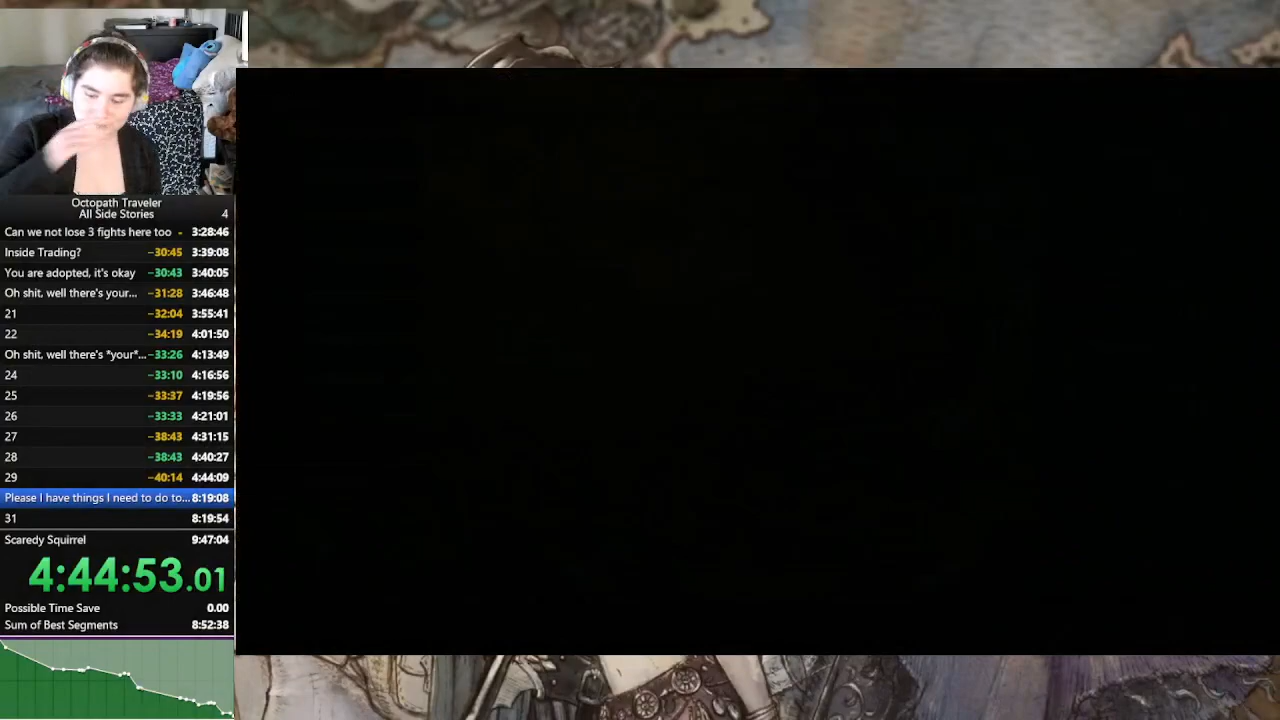 Octopath Traveler
All Side Stories 4
Can we not lose 3 fights here too - 3:28:46
Inside Trading? −30:45 3:39:08
You are adopted, it's okay −30:43 3:40:05
Oh shit, well there's your... −31:28 3:46:48
21 −32:04 3:55:41
22 −34:19 4:01:50
Oh shit, well there's *your*... −33:26 4:13:49
24 −33:10 4:16:56
25 −33:37 4:19:56
26 −33:33 4:21:01
27 −38:43 4:31:15
28 −38:43 4:40:27
29 −40:14 4:44:09
Please I have things I need to do to... 8:19:08
31 8:19:54
Scaredy Squirrel 9:47:04
4:44:53.01
Possible Time Save 0.00
Sum of Best Segments 8:52:38